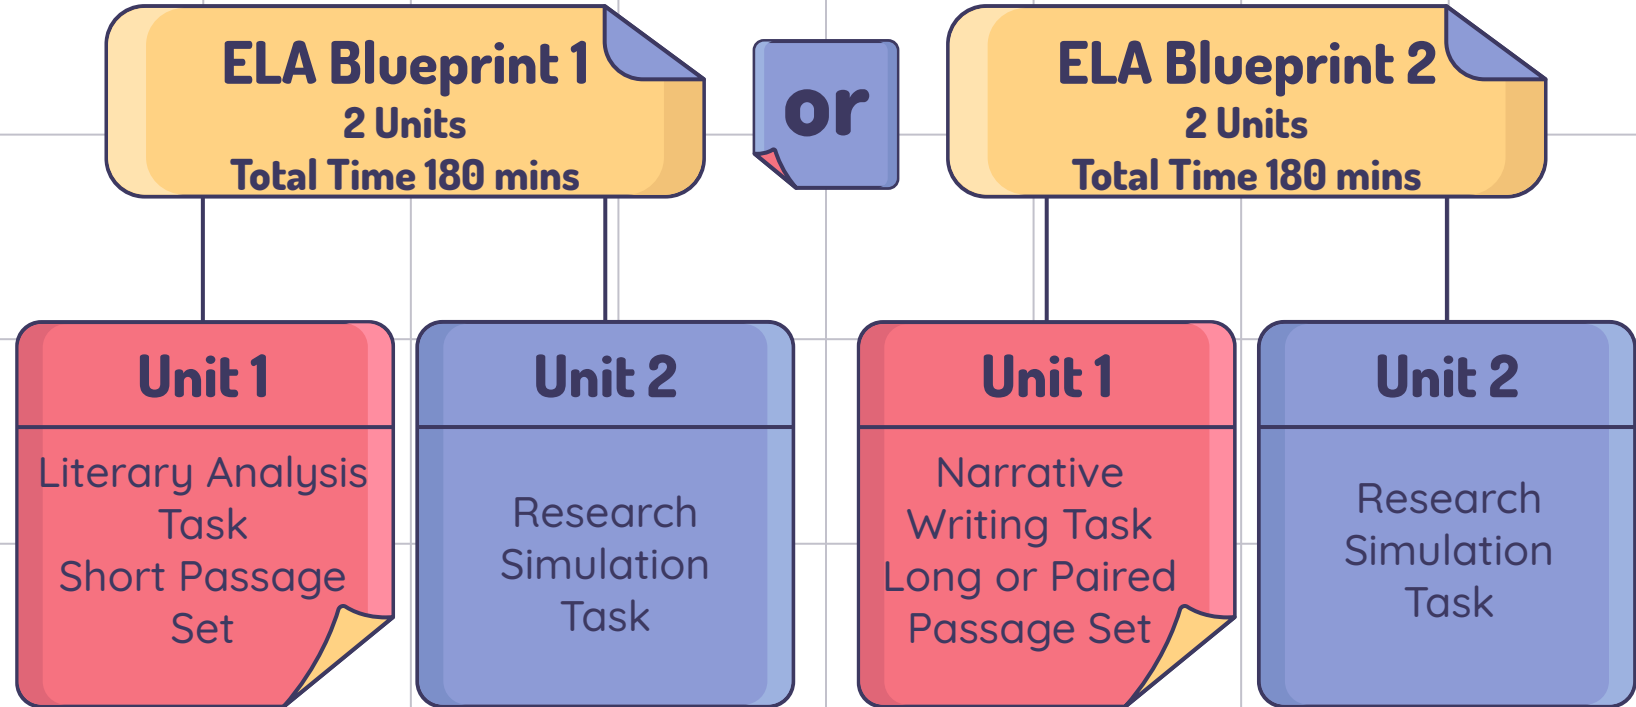 ELA Blueprint 1
2 Units
Total Time 180 mins
or
ELA Blueprint 2
2 Units
Total Time 180 mins
Unit 1
Literary Analysis
Task
Short Passage
Set
Unit 2
Research
Simulation
Task
Unit 1
Narrative
Writing Task
Long or Paired
Passage Set
Unit 2
Research
Simulation
Task